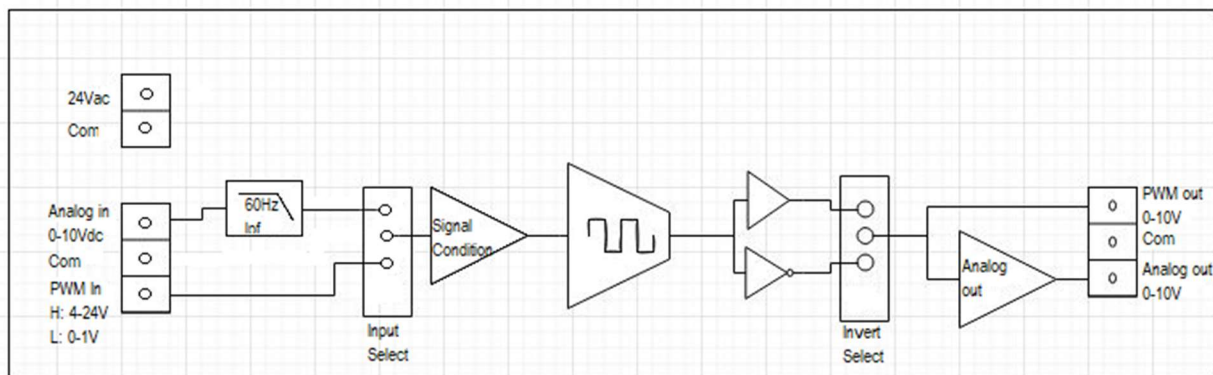 24Vac
Com
Analog in
0-10Vdc
Com
PWM In
H: 4-24V
L: 0-1V
60Hz
lpf
Input
Select
Signal
Condition
Invert
Select
Analog
out
PWM out
0-10V
Com
Analog out
0-10V